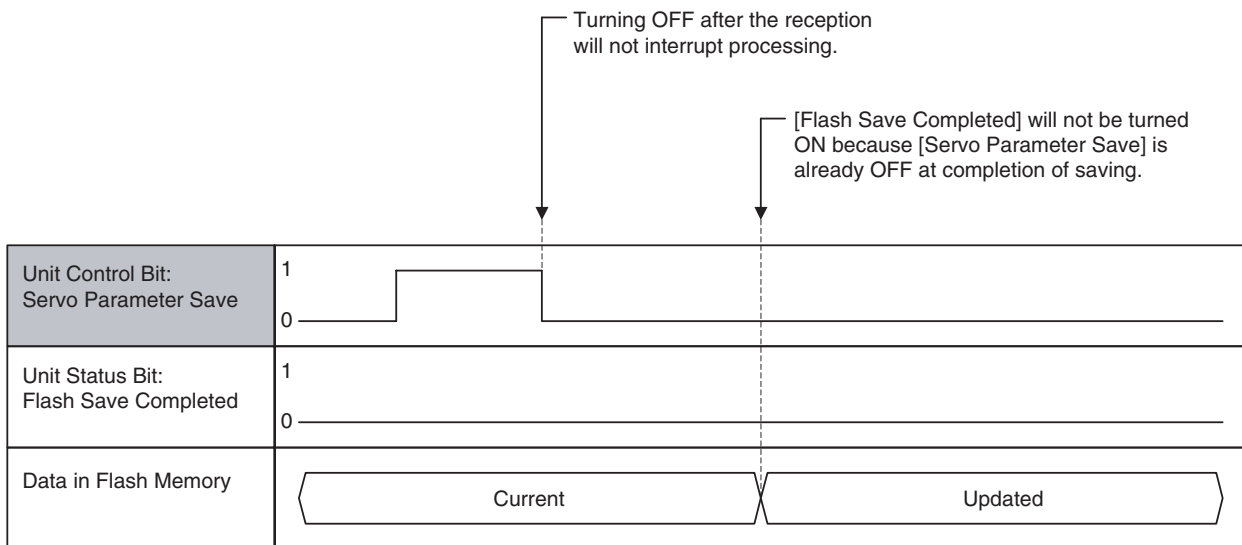 Turning OFF after the reception
will not interrupt processing.
[Flash Save Completed] will not be turned
ON because [Servo Parameter Save] is
already OFF at completion of saving.
Unit Control Bit:
Servo Parameter Save
1
0
Unit Status Bit:
Flash Save Completed
1
0
Data in Flash Memory
Current
Updated